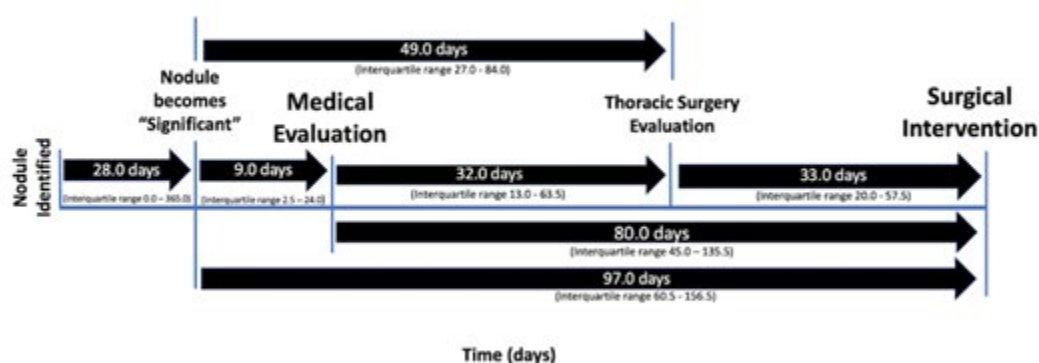 49.0 days
(Interquartile range 27.0 - 84.0)
Nodule
becomes
"Significant"
Medical
Evaluation
Thoracic Surgery
Evaluation
Surgical
Intervention
Nodule
Identified
28.0 days
(Interquartile range 0.0 – 365.0)
9.0 days
(Interquartile range 2.5 – 24.0)
32.0 days
(Interquartile range 13.0 - 63.5)
33.0 days
(Interquartile range 20.0 - 57.5)
80.0 days
(Interquartile range 45.0 – 135.5)
97.0 days
(Interquartile range 60.5 - 156.5)
Time (days)